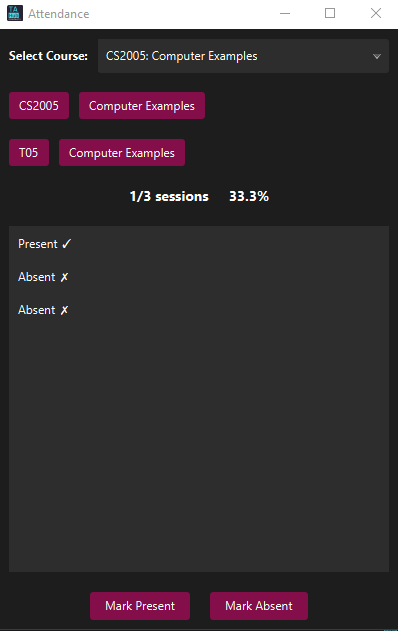 Attendance
Select Course: CS2005: Computer Examples
CS2005 Computer Examples
T05 Computer Examples
1/3 sessions 33.3%
Present ✓
Absent ✗
Absent ✗
Mark Present Mark Absent